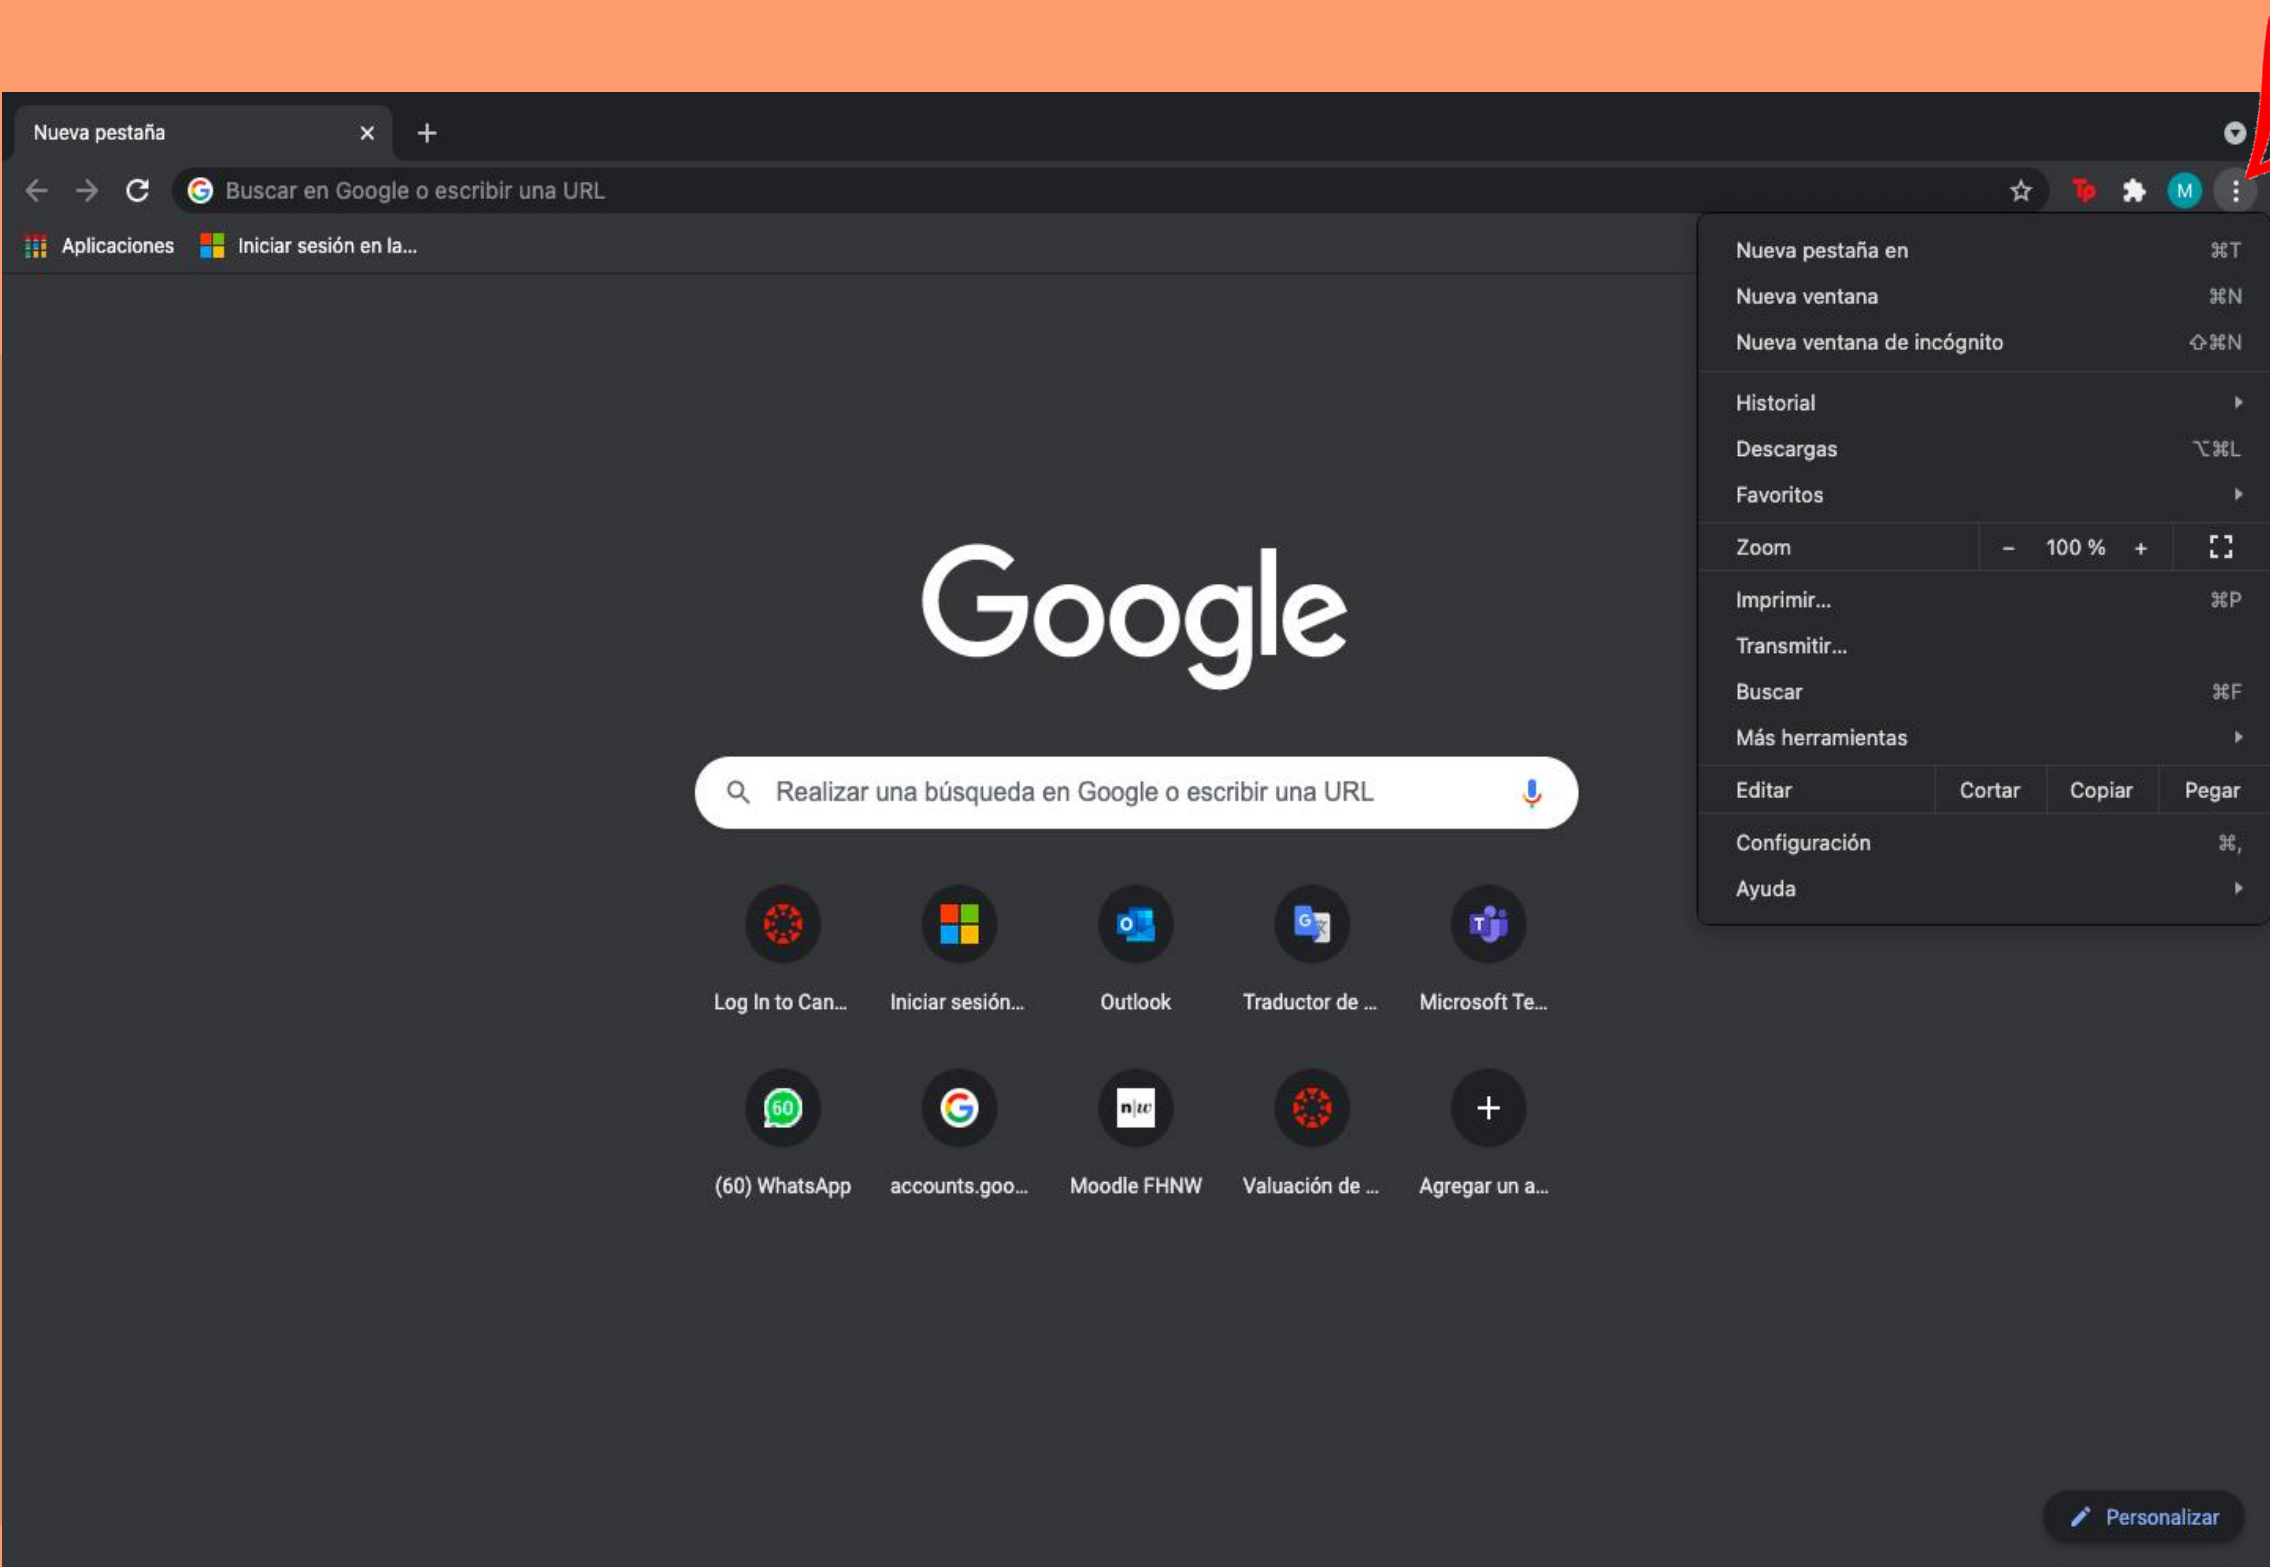 Nueva pestaña
Buscar en Google o escribir una URL
Tp
M
Aplicaciones
Iniciar sesión en la...
Nueva pestaña en ⌘T
Nueva ventana ⌘N
Nueva ventana de incógnito ⇧⌘N
Historial
Descargas ⌥⌘L
Favoritos
Zoom − 100 % +
Imprimir... ⌘P
Transmitir...
Buscar ⌘F
Más herramientas
Editar Cortar Copiar Pegar
Configuración ⌘,
Ayuda
Google
Realizar una búsqueda en Google o escribir una URL
Log In to Can... Iniciar sesión... Outlook Traductor de ... Microsoft Te...
60
n|w
(60) WhatsApp accounts.goo... Moodle FHNW Valuación de ... Agregar un a...
Personalizar